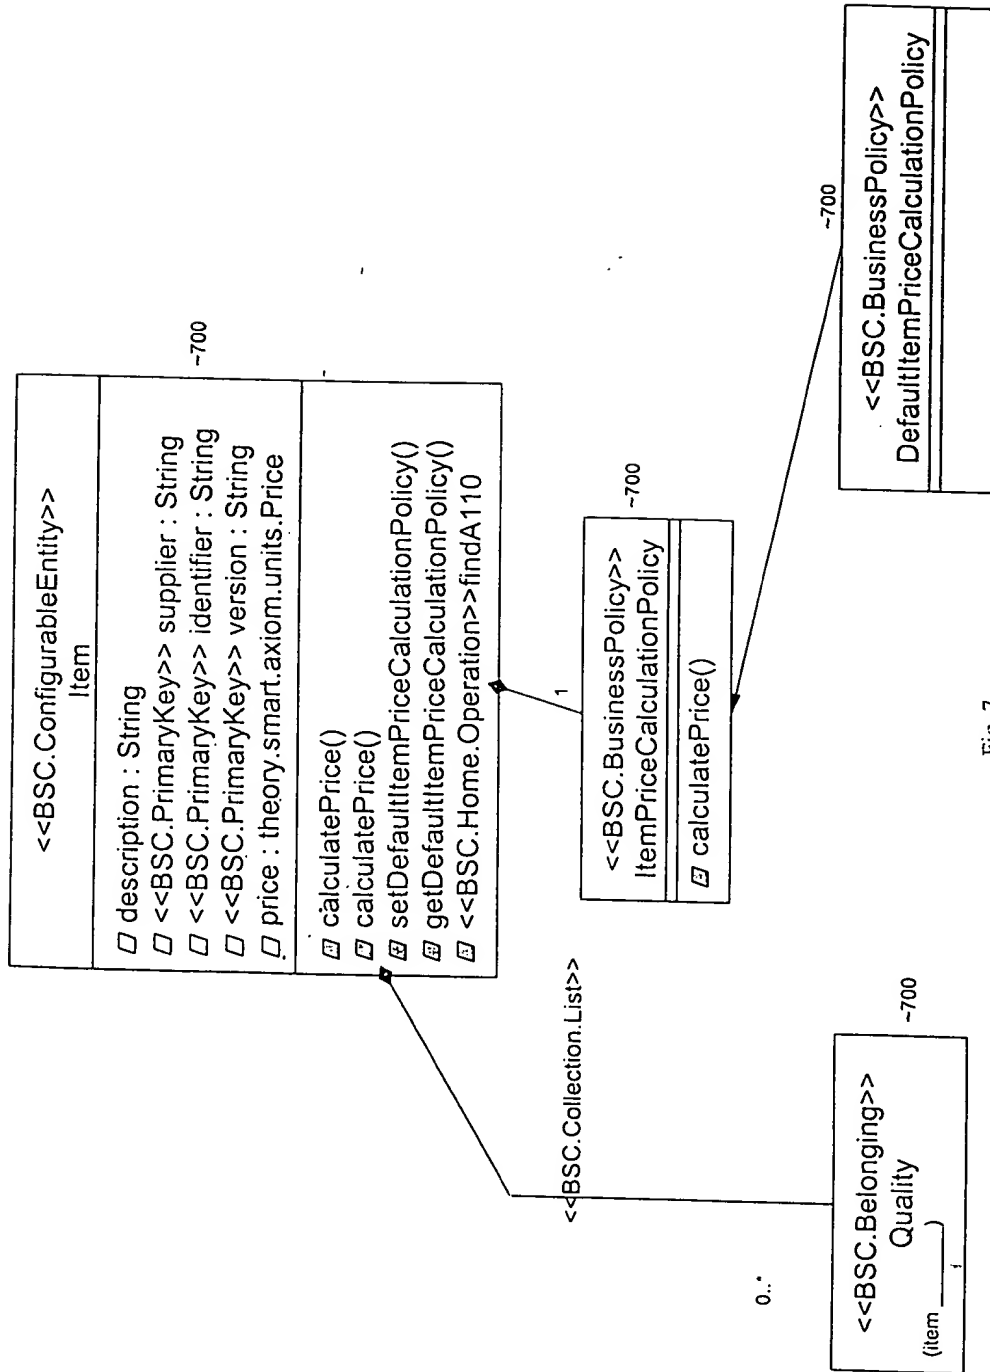 <<BSC.ConfigurableEntity>>
Item
description : String
<<BSC.PrimaryKey>> supplier : String
<<BSC.PrimaryKey>> identifier : String
<<BSC.PrimaryKey>> version : String
price : theory.smart.axiom.units.Price
calculatePrice()
calculatePrice()
setDefaultItemPriceCalculationPolicy()
getDefaultItemPriceCalculationPolicy()
<<BSC.Home.Operation>>findA110
~700
<<BSC.Collection.List>>
1
0..*
<<BSC.BusinessPolicy>>
ItemPriceCalculationPolicy
calculatePrice()
~700
<<BSC.Belonging>>
Quality
(item
)
~700
<<BSC.BusinessPolicy>>
DefaultItemPriceCalculationPolicy
~700
Fig. 7